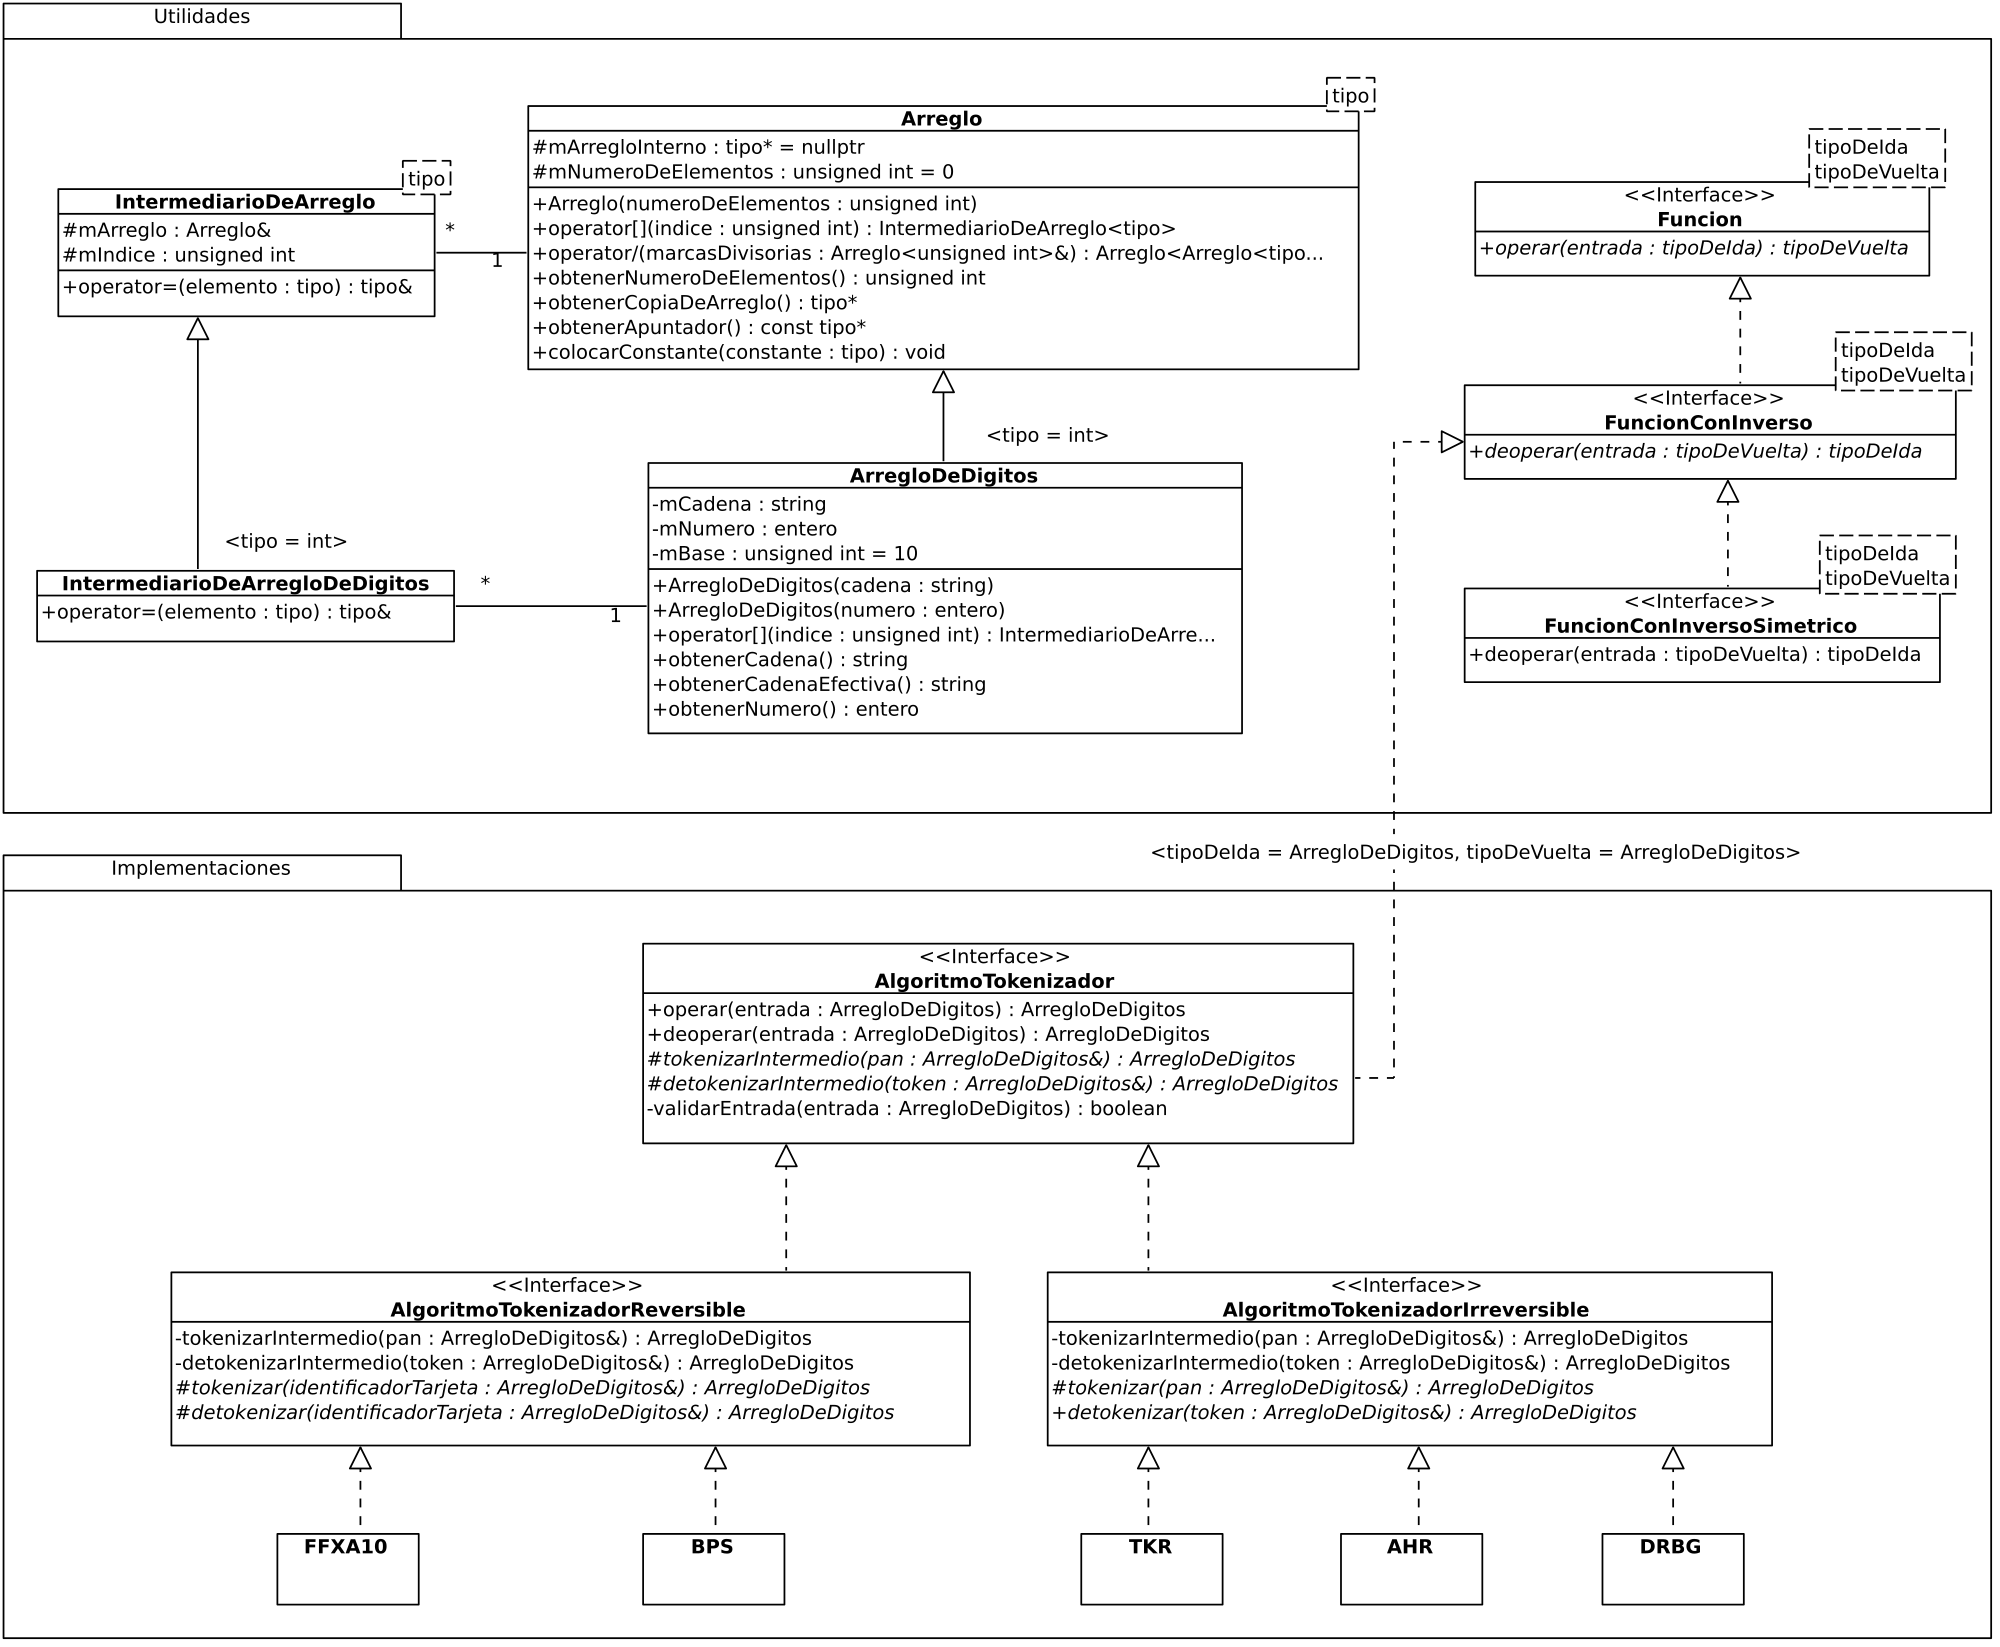 Utilidades
tipo
Arreglo
#mArregloInterno : tipo* = nullptr
#mNumeroDeElementos : unsigned int = 0
+Arreglo(numeroDeElementos : unsigned int)
+operator[](indice : unsigned int) : IntermediarioDeArreglo<tipo>
+operator/(marcasDivisorias : Arreglo<unsigned int>&) : Arreglo<Arreglo<tipo...
+obtenerNumeroDeElementos() : unsigned int
+obtenerCopiaDeArreglo() : tipo*
+obtenerApuntador() : const tipo*
+colocarConstante(constante : tipo) : void
tipo
IntermediarioDeArreglo
#mArreglo : Arreglo&
#mIndice : unsigned int
+operator=(elemento : tipo) : tipo&
*
1
<tipo = int>
<tipo = int>
IntermediarioDeArregloDeDigitos
+operator=(elemento : tipo) : tipo&
*
1
ArregloDeDigitos
-mCadena : string
-mNumero : entero
-mBase : unsigned int = 10
+ArregloDeDigitos(cadena : string)
+ArregloDeDigitos(numero : entero)
+operator[](indice : unsigned int) : IntermediarioDeArre...
+obtenerCadena() : string
+obtenerCadenaEfectiva() : string
+obtenerNumero() : entero
tipoDeIda
tipoDeVuelta
<<Interface>>
Funcion
+operar(entrada : tipoDeIda) : tipoDeVuelta
tipoDeIda
tipoDeVuelta
<<Interface>>
FuncionConInverso
+deoperar(entrada : tipoDeVuelta) : tipoDeIda
tipoDeIda
tipoDeVuelta
<<Interface>>
FuncionConInversoSimetrico
+deoperar(entrada : tipoDeVuelta) : tipoDeIda
<tipoDeIda = ArregloDeDigitos, tipoDeVuelta = ArregloDeDigitos>
Implementaciones
<<Interface>>
AlgoritmoTokenizador
+operar(entrada : ArregloDeDigitos) : ArregloDeDigitos
+deoperar(entrada : ArregloDeDigitos) : ArregloDeDigitos
#tokenizarIntermedio(pan : ArregloDeDigitos&) : ArregloDeDigitos
#detokenizarIntermedio(token : ArregloDeDigitos&) : ArregloDeDigitos
-validarEntrada(entrada : ArregloDeDigitos) : boolean
<<Interface>>
AlgoritmoTokenizadorReversible
-tokenizarIntermedio(pan : ArregloDeDigitos&) : ArregloDeDigitos
-detokenizarIntermedio(token : ArregloDeDigitos&) : ArregloDeDigitos
#tokenizar(identificadorTarjeta : ArregloDeDigitos&) : ArregloDeDigitos
#detokenizar(identificadorTarjeta : ArregloDeDigitos&) : ArregloDeDigitos
<<Interface>>
AlgoritmoTokenizadorIrreversible
-tokenizarIntermedio(pan : ArregloDeDigitos&) : ArregloDeDigitos
-detokenizarIntermedio(token : ArregloDeDigitos&) : ArregloDeDigitos
#tokenizar(pan : ArregloDeDigitos&) : ArregloDeDigitos
+detokenizar(token : ArregloDeDigitos&) : ArregloDeDigitos
FFXA10
BPS
TKR
AHR
DRBG